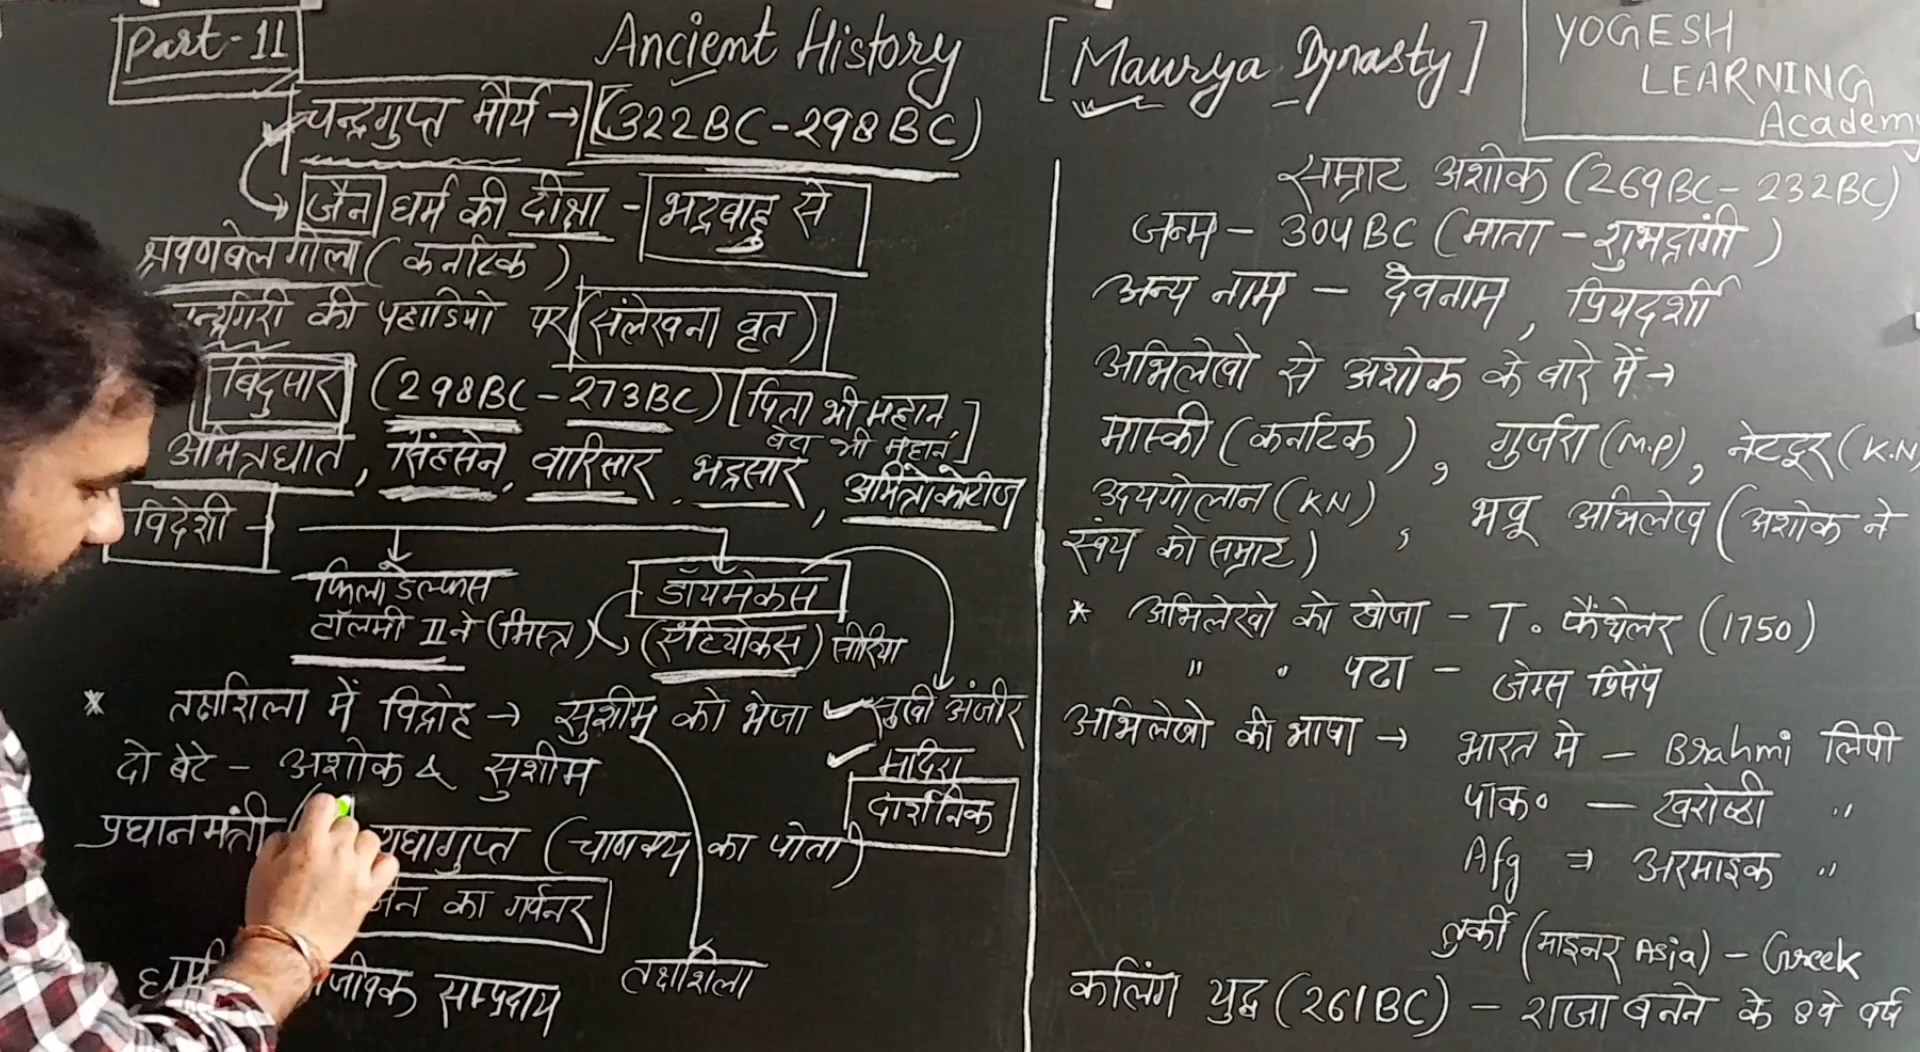 Part-11
Ancient History [Maurya Dynasty]
YOGESH
LEARNING
Academy
चन्द्रगुप्त मौर्य → (322BC-298BC)
जैन धर्म की दीक्षा - भद्रबाहु से
श्रवणबेलगोला (कर्नाटक)
की पहाडियो पर (संलेखना वृत)
बिंदुसार (298BC-273BC) [पिता भी महान,
बेटा भी महान]
अमित्रघात, सिंहसेन, वारिसार, भद्रसार, अमित्रोकोटीज
विदेशी →
फिलाडेल्फस
टॉलमी II ने (मिस्त्र)
डॉयमेकस
(सेंटियोकस) सीरिया
* तक्षशिला में विद्रोह → सुशीम को भेजा
सुखी अंजीर
मदिरा
दार्शनिक
दो बेटे - अशोक & सुशीम
प्रधानमंत्री (चाणक्य का पोता)
का गर्वनर
सम्प्रदाय
तक्षशिला
सम्राट अशोक (269BC-232BC)
जन्म - 304BC (माता - शुभद्रांगी)
अन्य नाम - देवनाम, प्रियदर्शी
अभिलेखो से अशोक के बारे में →
मास्की (कर्नाटक), गुर्जरा (M.P), नेटटूर (K.N)
उदयगोलान (KN), भब्रू अभिलेख (अशोक ने
स्वंय को सम्राट)
* अभिलेखो को खोजा - T. फैंथेलर (1750)
" " पढा - जेम्स प्रिंसेप
अभिलेखो की भाषा → भारत मे - Brahmi लिपी
पाक० - खरोष्ठी "
Afg → अरमाइक "
तुर्की (माइनर Asia) - Greek
कलिंग युद्ध (261BC) - राजा बनने के 8वे वर्ष